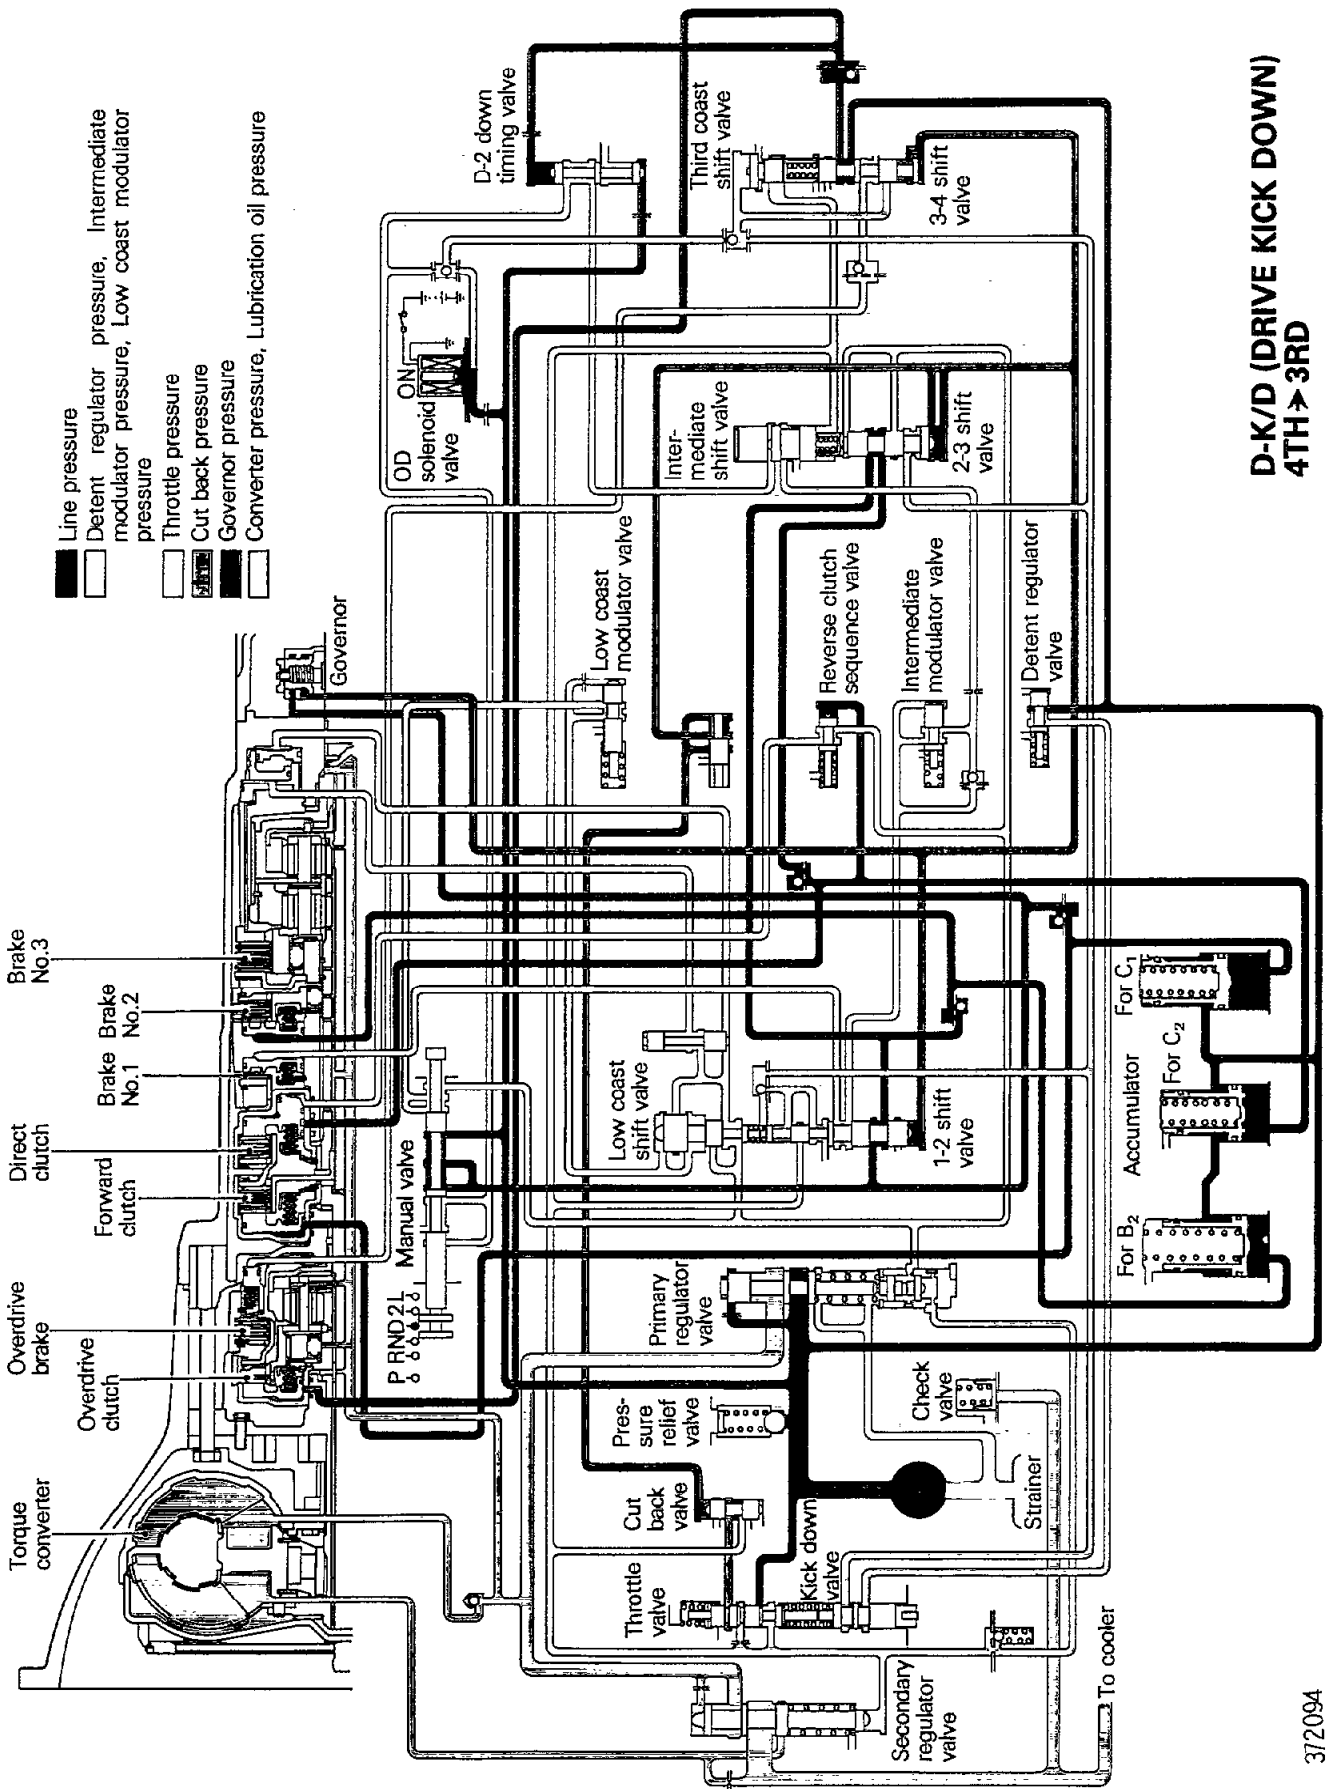 Torque
converter
Overdrive
clutch
Overdrive
brake
Forward
clutch
Direct
clutch
Brake
No.1
Brake
No.2
Brake
No.3
Governor
Line pressure
Detent regulator pressure, Intermediate
modulator pressure, Low coast modulator
pressure
Throttle pressure
Cut back pressure
Governor pressure
Converter pressure, Lubrication oil pressure
P R N D 2 L
Manual valve
OD
solenoid
valve
ON
D-2 down
timing valve
Low coast
modulator valve
Low coast
shift valve
Inter-
mediate
shift valve
Third coast
shift valve
Throttle
valve
Cut
back
valve
Pres-
sure
relief
valve
Primary
regulator
valve
Kick down
valve
Reverse clutch
sequence valve
Intermediate
modulator valve
Detent regulator
valve
1-2 shift
valve
2-3 shift
valve
3-4 shift
valve
Secondary
regulator
valve
Check
valve
Strainer
To cooler
Accumulator
For B2
For C2
For C1
D-K/D (DRIVE KICK DOWN)
4TH➤3RD
372094